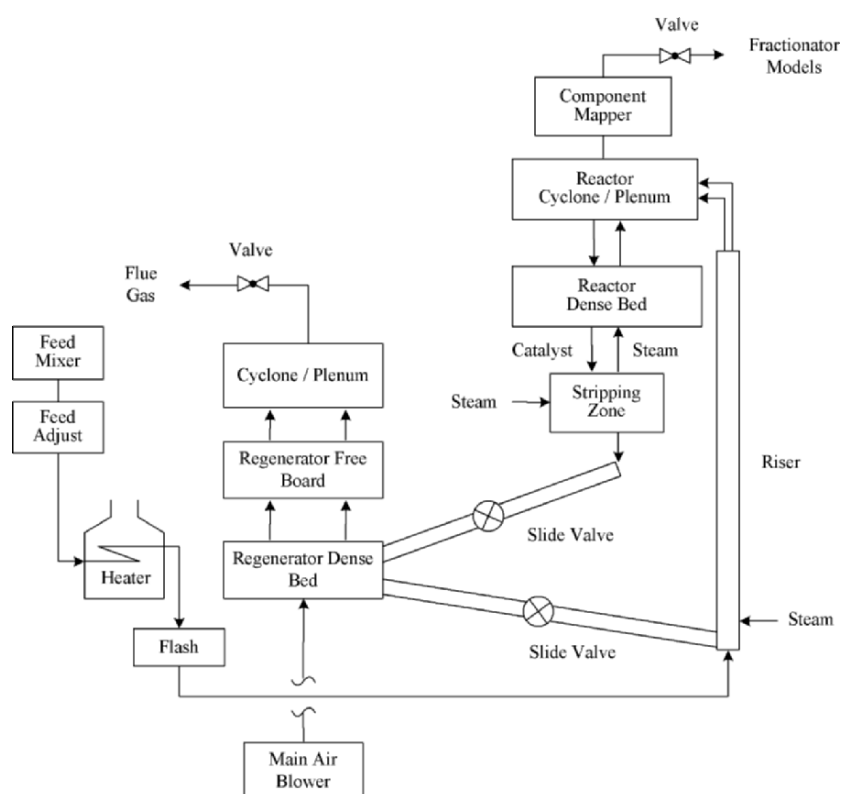 Valve
Fractionator
Models
Component
Mapper
Reactor
Cyclone / Plenum
Valve
Flue
Gas
Reactor
Dense Bed
Feed
Mixer
Cyclone / Plenum
Catalyst
Steam
Steam
Stripping
Zone
Feed
Adjust
Regenerator Free
Board
Riser
Slide Valve
Heater
Regenerator Dense
Bed
Steam
Flash
Slide Valve
Main Air
Blower